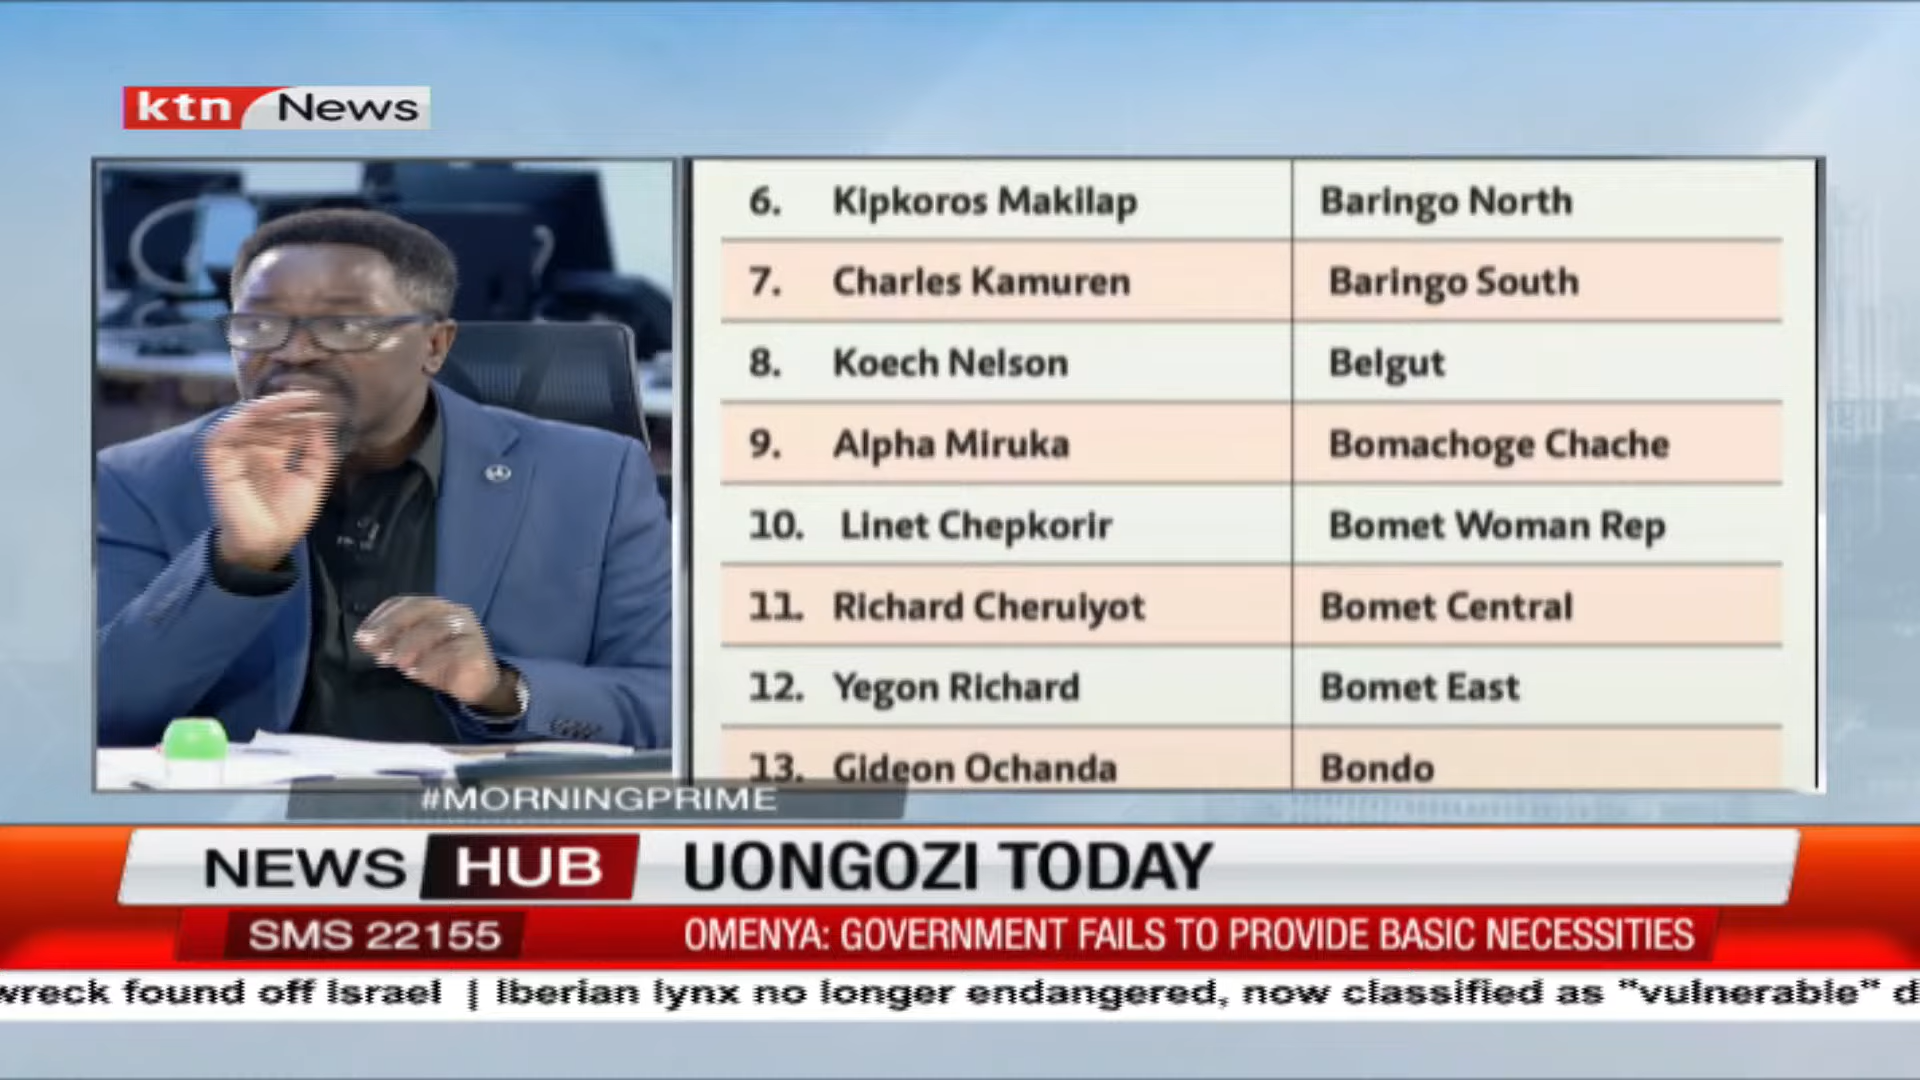 ktn News
6. Kipkoros Makilap Baringo North
7. Charles Kamuren Baringo South
8. Koech Nelson Belgut
9. Alpha Miruka Bomachoge Chache
10. Linet Chepkorir Bomet Woman Rep
11. Richard Cheruiyot Bomet Central
12. Yegon Richard Bomet East
13. Gideon Ochanda Bondo
#MORNINGPRIME
NEWS HUB UONGOZI TODAY
SMS 22155 OMENYA: GOVERNMENT FAILS TO PROVIDE BASIC NECESSITIES
wreck found off Israel | Iberian lynx no longer endangered, now classified as "vulnerable" d